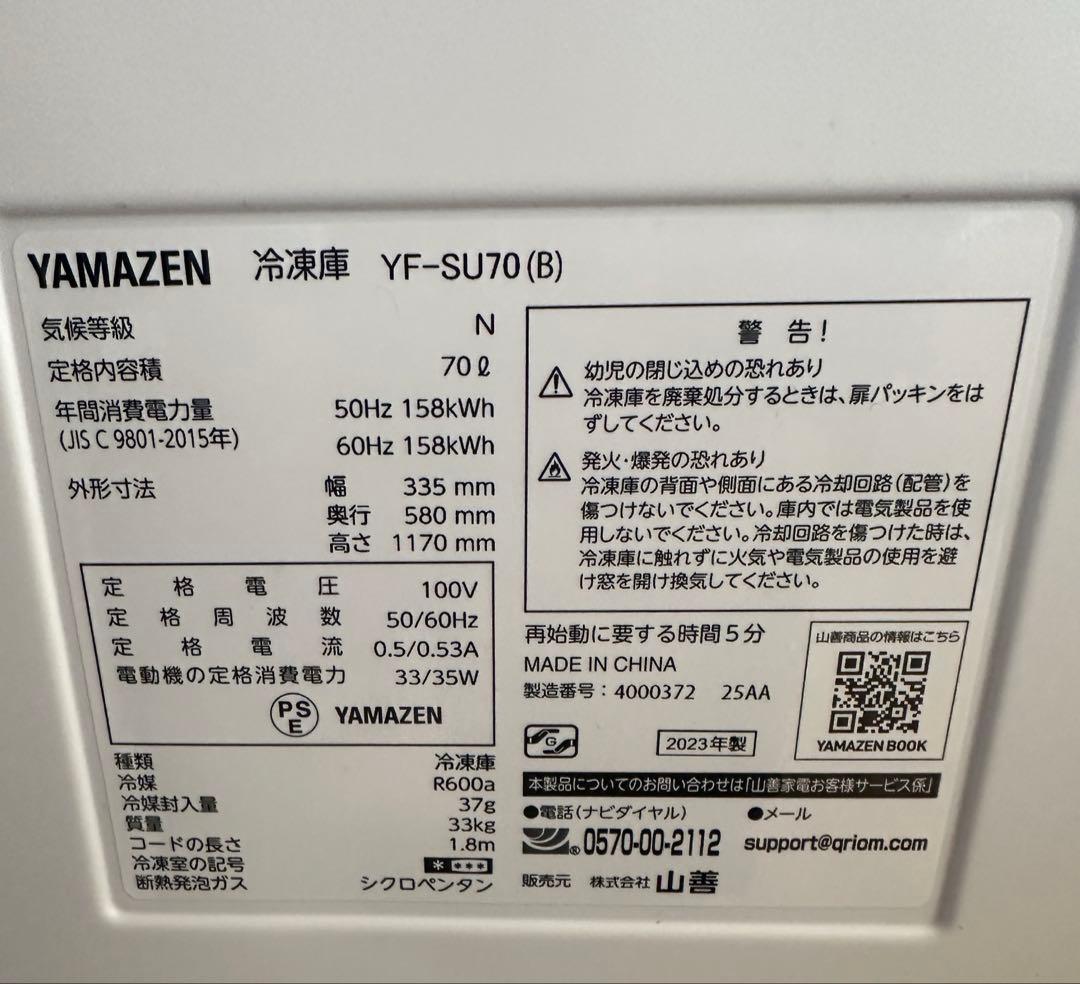 YAMAZEN 冷凍庫 YF-SU70(B)
気候等級 N
定格内容積 70ℓ
年間消費電力量 50Hz 158kWh
(JIS C 9801-2015年) 60Hz 158kWh
外形寸法 幅 335 mm
奥行 580 mm
高さ 1170 mm
定格電圧 100V
定格周波数 50/60Hz
定格電流 0.5/0.53A
電動機の定格消費電力 33/35W
PSE YAMAZEN
種類 冷凍庫
冷媒 R600a
冷媒封入量 37g
質量 33kg
コードの長さ 1.8m
冷凍室の記号 ****
断熱発泡ガス シクロペンタン
警告!
幼児の閉じ込めの恐れあり
冷凍庫を廃棄処分するときは、扉パッキンをは
ずしてください。
発火・爆発の恐れあり
冷凍庫の背面や側面にある冷却回路(配管)を
傷つけないでください。庫内では電気製品を使
用しないでください。冷却回路を傷つけた時は、
冷凍庫に触れずに火気や電気製品の使用を避
け窓を開け換気してください。
再始動に要する時間5分
MADE IN CHINA
製造番号:4000372 25AA
G
2023年製
山善商品の情報はこちら
YAMAZEN BOOK
本製品についてのお問い合わせは「山善家電お客様サービス係」
●電話(ナビダイヤル) ●メール
®0570-00-2112 support@qriom.com
販売元 株式会社 山善